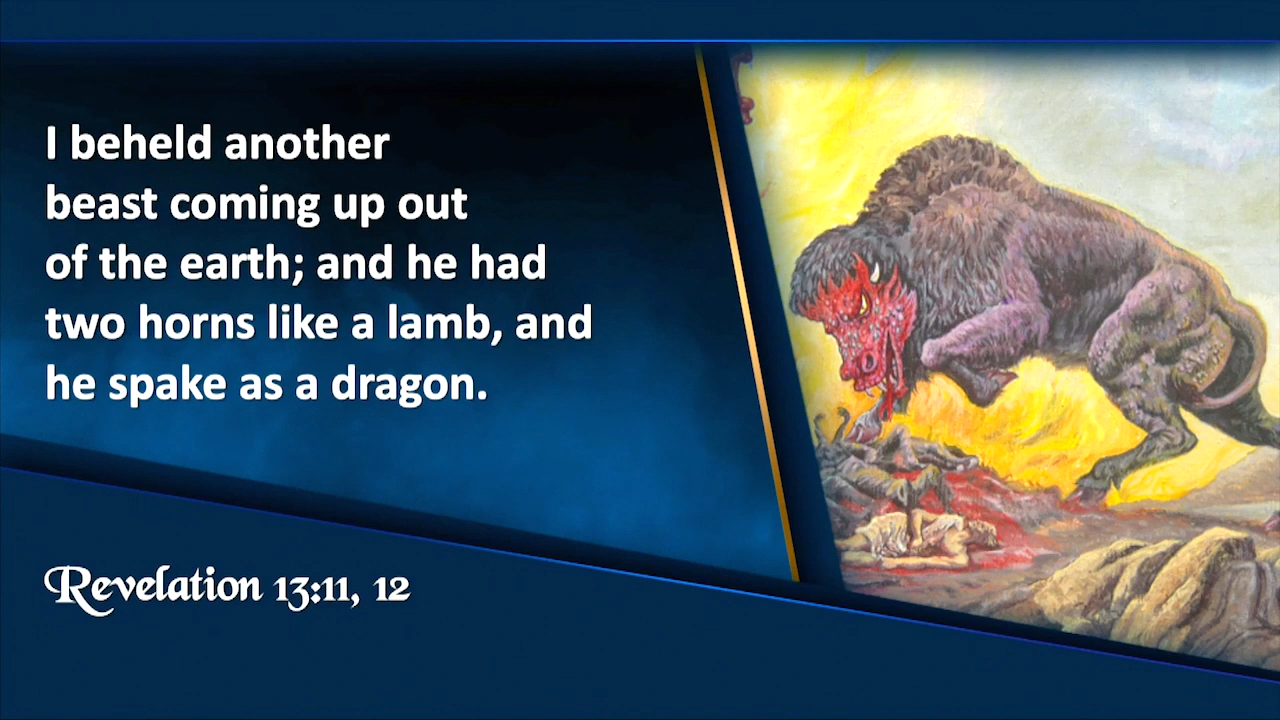 I beheld another
beast coming up out
of the earth; and he had
two horns like a lamb, and
he spake as a dragon.
Revelation 13:11, 12